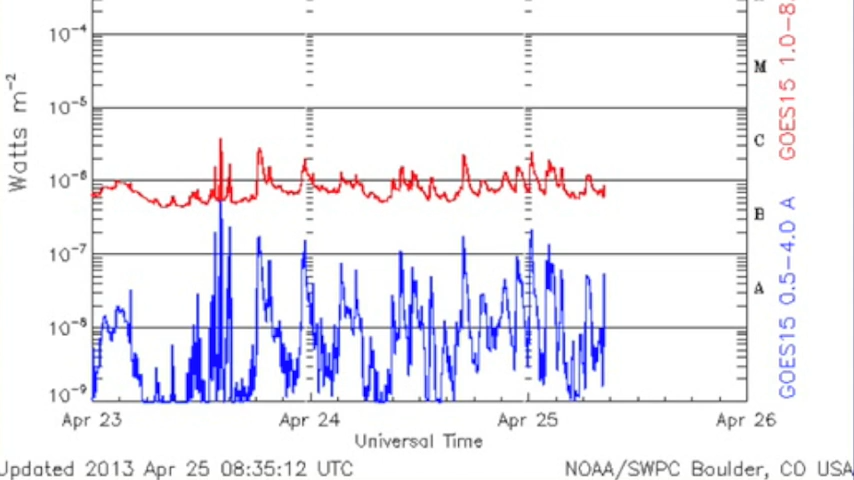 10⁻⁴
M
10⁻⁵
C
10⁻⁶
B
10⁻⁷
A
10⁻⁸
10⁻⁹
Watts m⁻²
GOES15 1.0-8.
GOES15 0.5-4.0 A
Apr 23 Apr 24 Apr 25 Apr 26
Universal Time
Updated 2013 Apr 25 08:35:12 UTC
NOAA/SWPC Boulder, CO USA